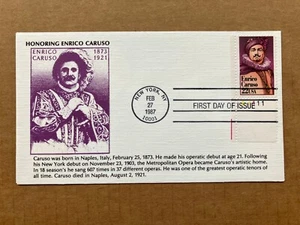 HONORING ENRICO CARUSO
ENRICO 1873
CARUSO 1921
NEW YORK, NY
FEB
27
1987
10001
FIRST DAY OF ISSUE
Enrico
Caruso
22USA
Caruso was born in Naples, Italy, February 25, 1873. He made his operatic debut at age 21. Following
his New York debut on November 23, 1903, the Metropolitan Opera became Caruso's artistic home.
In 18 season's he sang 607 times in 37 different operas. He was one of the greatest operatic tenors of
all time. Caruso died in Naples, August 2, 1921.